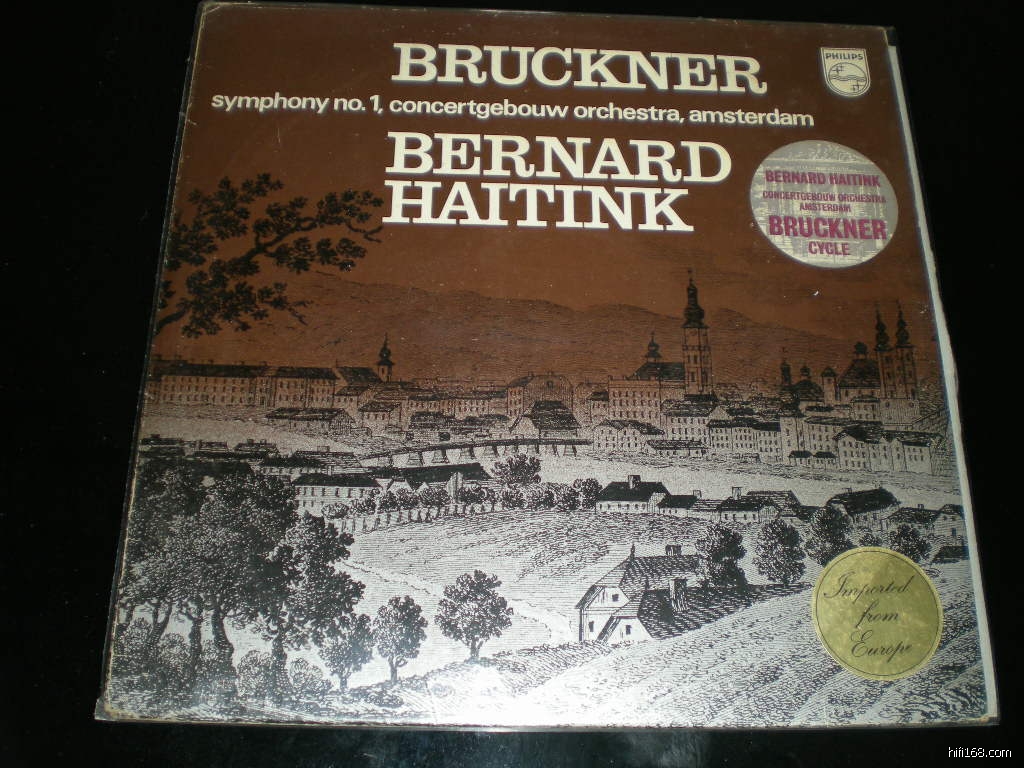 BRUCKNER
PHILIPS
symphony no. 1, concertgebouw orchestra, amsterdam
BERNARD
HAITINK
BERNARD HAITINK
CONCERTGEBOUW ORCHESTRA
AMSTERDAM
BRUCKNER
CYCLE
Imported
from
Europe
hifi168.com